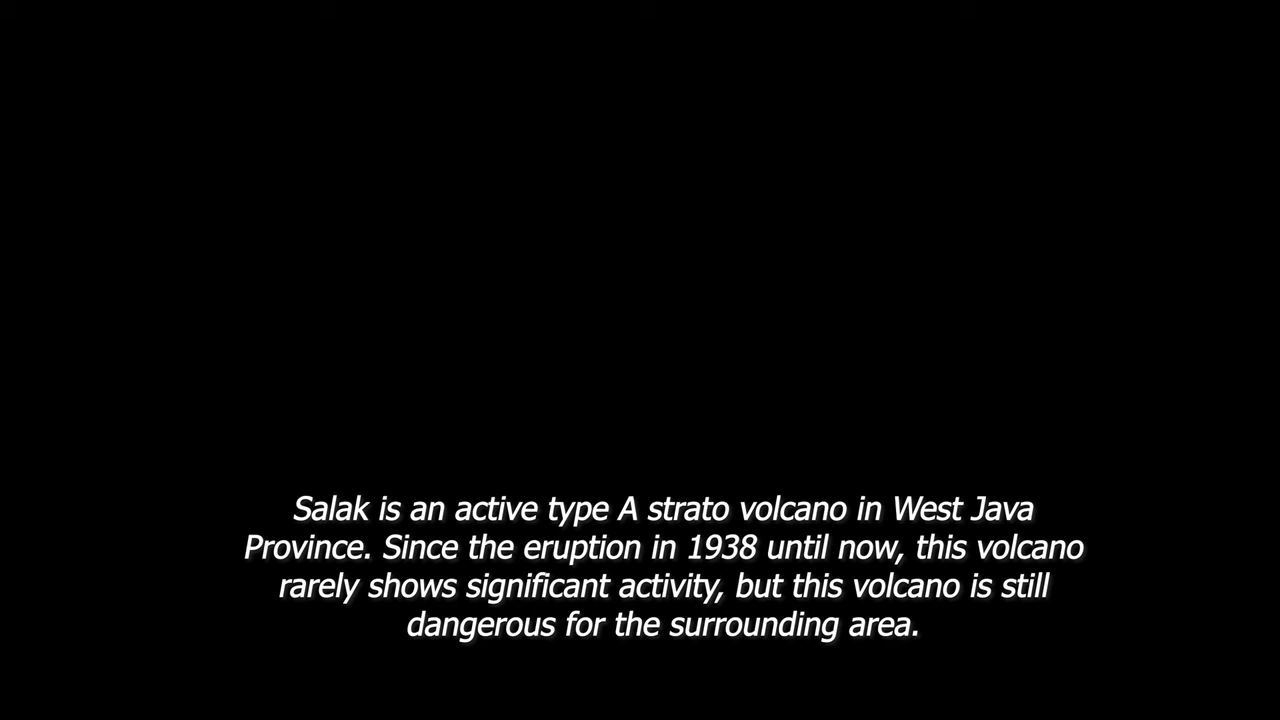 Salak is an active type A strato volcano in West Java
Province. Since the eruption in 1938 until now, this volcano
rarely shows significant activity, but this volcano is still
dangerous for the surrounding area.